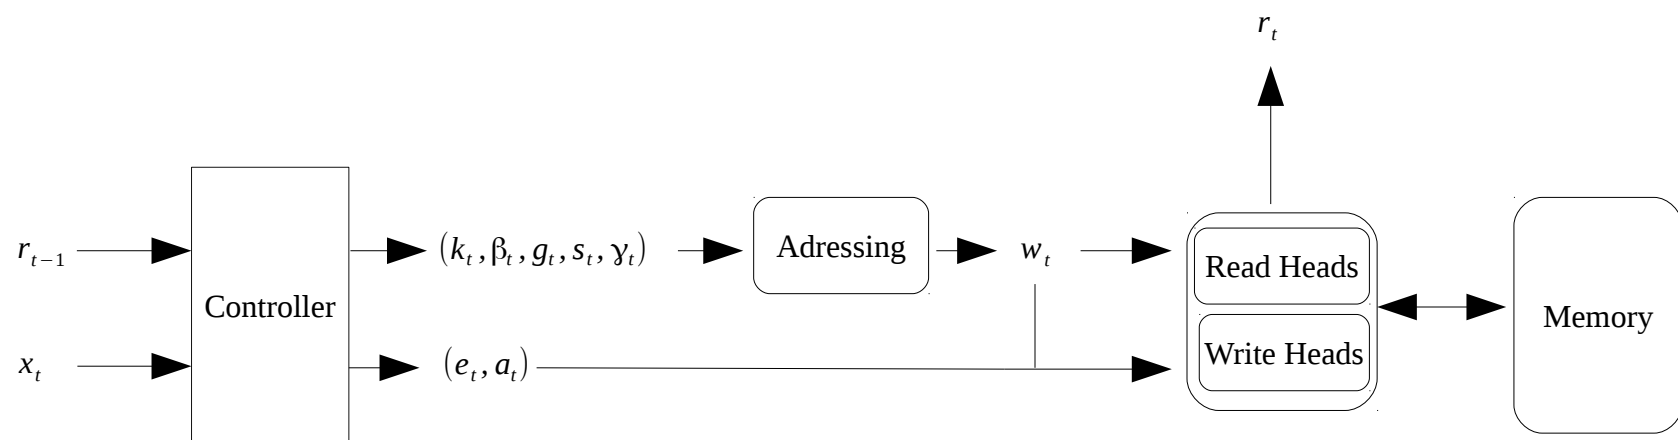 r_t
r_{t−1}
(k_t, β_t, g_t, s_t, γ_t)
Adressing
w_t
Read Heads
Controller
Memory
Write Heads
x_t
(e_t, a_t)